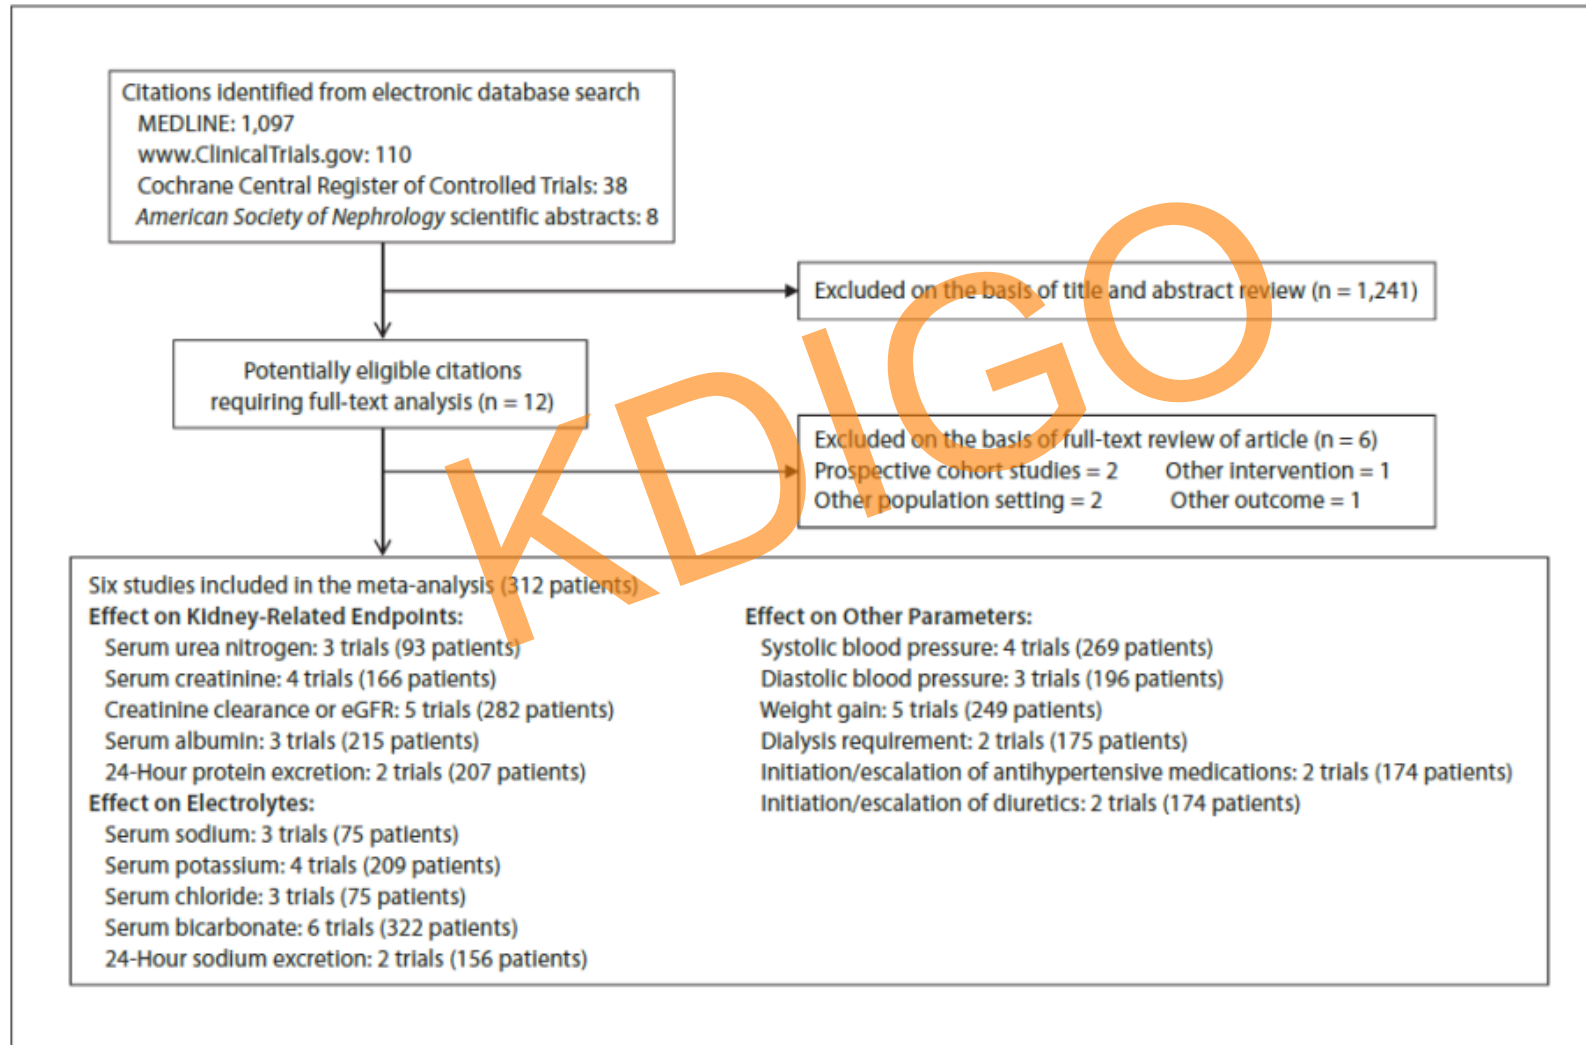 Citations identified from electronic database search
MEDLINE: 1,097
www.ClinicalTrials.gov: 110
Cochrane Central Register of Controlled Trials: 38
American Society of Nephrology scientific abstracts: 8
Excluded on the basis of title and abstract review (n = 1,241)
Potentially eligible citations
requiring full-text analysis (n = 12)
Excluded on the basis of full-text review of article (n = 6)
Prospective cohort studies = 2 Other intervention = 1
Other population setting = 2 Other outcome = 1
Six studies included in the meta-analysis (312 patients)
Effect on Kidney-Related Endpoints:
Serum urea nitrogen: 3 trials (93 patients)
Serum creatinine: 4 trials (166 patients)
Creatinine clearance or eGFR: 5 trials (282 patients)
Serum albumin: 3 trials (215 patients)
24-Hour protein excretion: 2 trials (207 patients)
Effect on Electrolytes:
Serum sodium: 3 trials (75 patients)
Serum potassium: 4 trials (209 patients)
Serum chloride: 3 trials (75 patients)
Serum bicarbonate: 6 trials (322 patients)
24-Hour sodium excretion: 2 trials (156 patients)
Effect on Other Parameters:
Systolic blood pressure: 4 trials (269 patients)
Diastolic blood pressure: 3 trials (196 patients)
Weight gain: 5 trials (249 patients)
Dialysis requirement: 2 trials (175 patients)
Initiation/escalation of antihypertensive medications: 2 trials (174 patients)
Initiation/escalation of diuretics: 2 trials (174 patients)
KDIGO